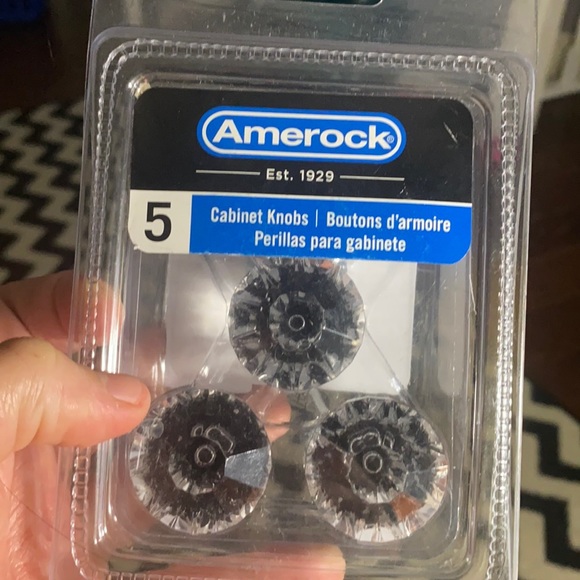 Amerock®
Est. 1929
5
Cabinet Knobs | Boutons d'armoire
Perillas para gabinete